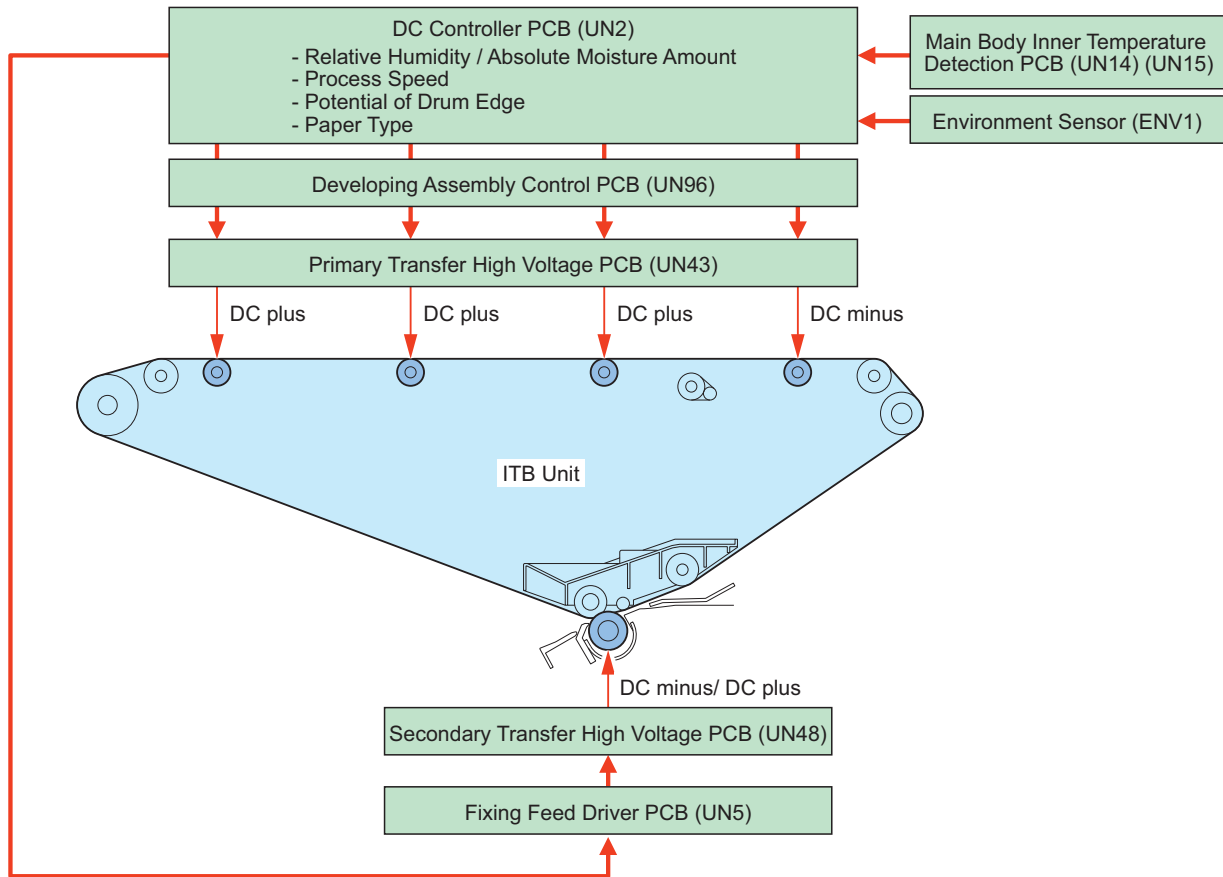 DC Controller PCB (UN2)
- Relative Humidity / Absolute Moisture Amount
- Process Speed
- Potential of Drum Edge
- Paper Type
Main Body Inner Temperature
Detection PCB (UN14) (UN15)
Environment Sensor (ENV1)
Developing Assembly Control PCB (UN96)
Primary Transfer High Voltage PCB (UN43)
DC plus
DC plus
DC plus
DC minus
ITB Unit
DC minus/ DC plus
Secondary Transfer High Voltage PCB (UN48)
Fixing Feed Driver PCB (UN5)